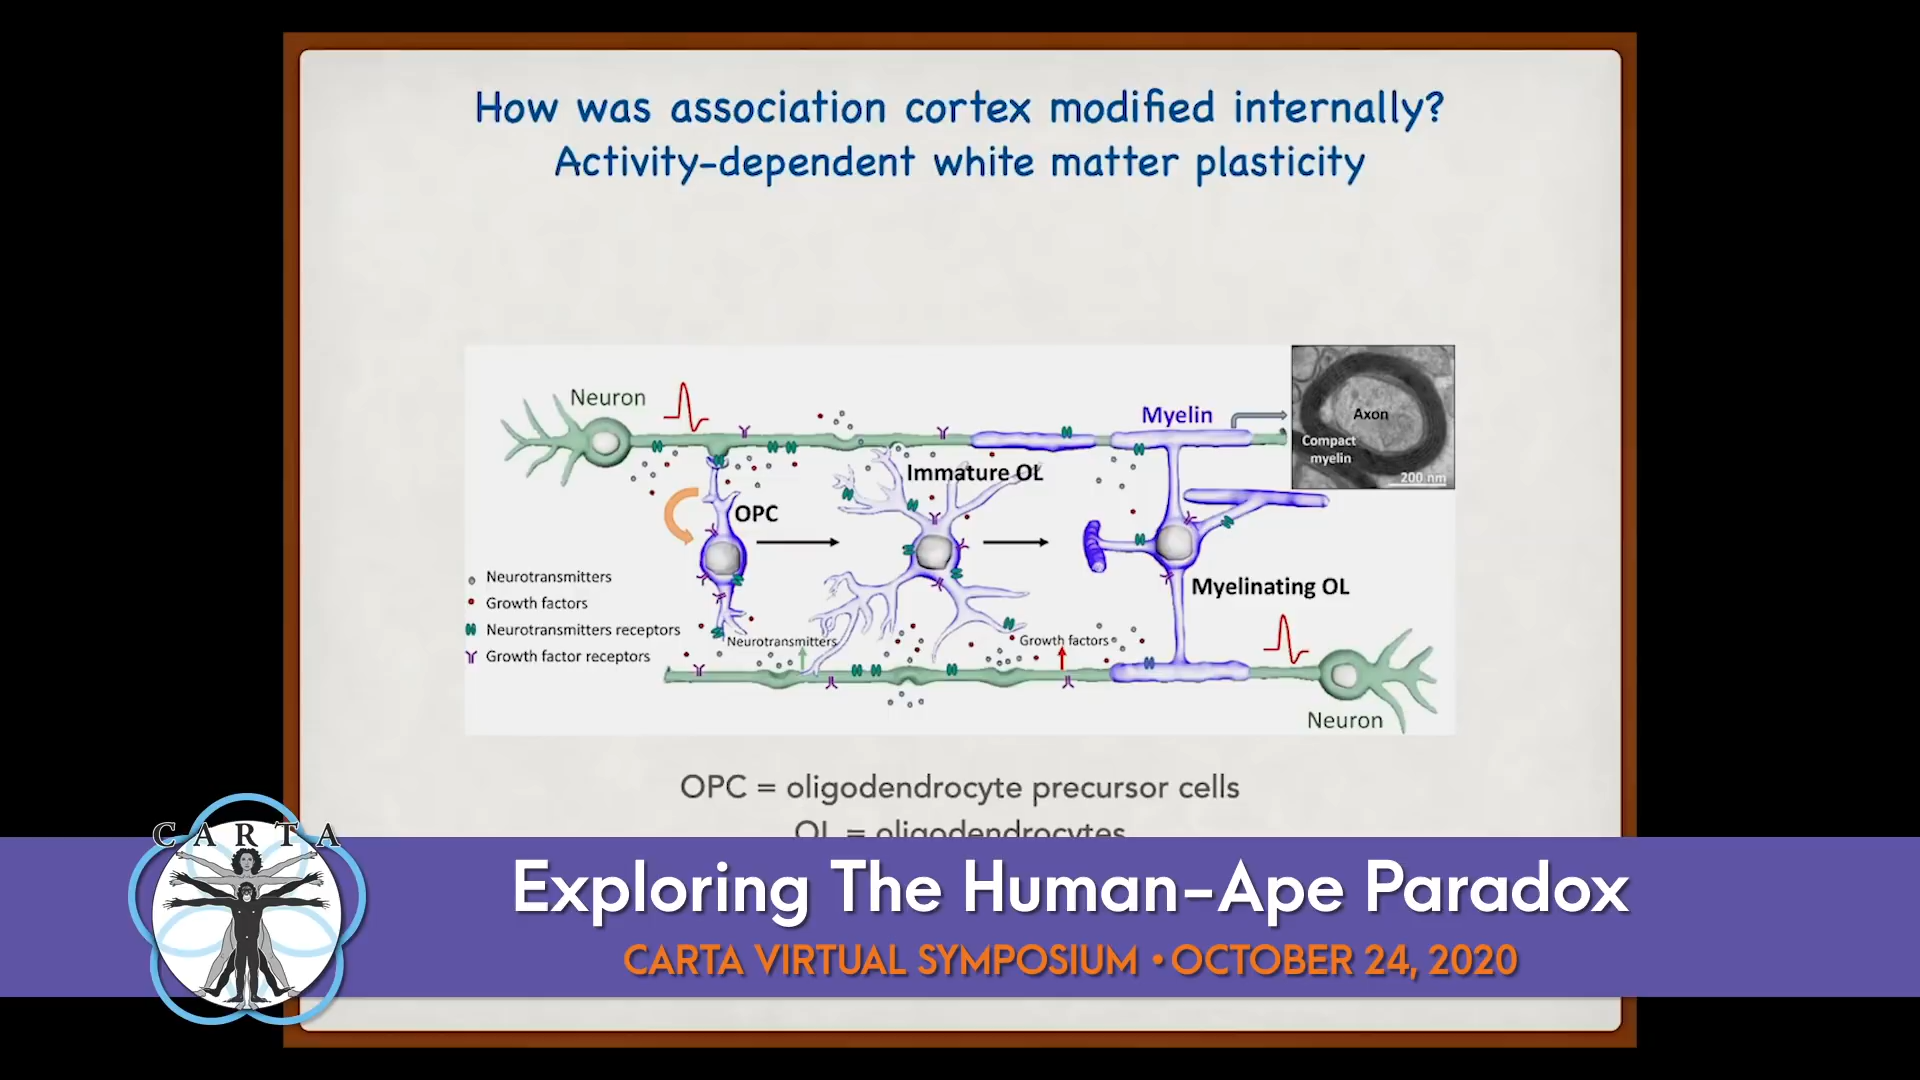 How was association cortex modified internally?
Activity-dependent white matter plasticity
Neuron
Myelin
Axon
Compact
myelin
200 nm
Immature OL
OPC
Myelinating OL
Neurotransmitters
Growth factors
Neurotransmitters receptors
Growth factor receptors
Neurotransmitters
Growth factors
Neuron
OPC = oligodendrocyte precursor cells
OL = oligodendrocytes
CARTA
Exploring The Human-Ape Paradox
CARTA VIRTUAL SYMPOSIUM • OCTOBER 24, 2020